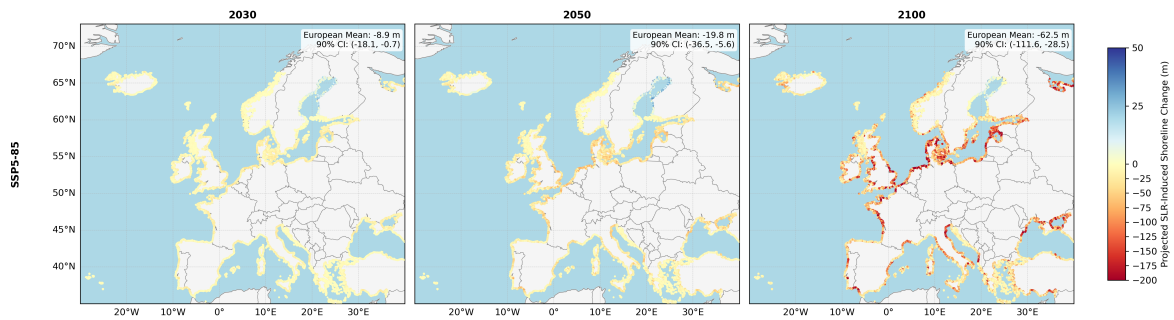 2030
2050
2100
European Mean: -8.9 m
90% CI: (-18.1, -0.7)
European Mean: -19.8 m
90% CI: (-36.5, -5.6)
European Mean: -62.5 m
90% CI: (-111.6, -28.5)
SSP5-85
70°N
65°N
60°N
55°N
50°N
45°N
40°N
20°W
10°W
0°
10°E
20°E
30°E
20°W
10°W
0°
10°E
20°E
30°E
20°W
10°W
0°
10°E
20°E
30°E
50
25
0
−25
−50
−75
−100
−125
−150
−175
−200
Projected SLR-Induced Shoreline Change (m)